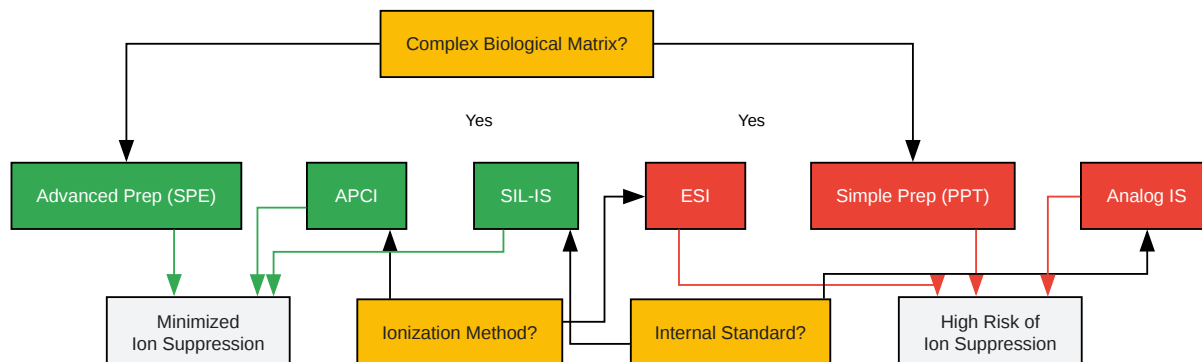 Complex Biological Matrix?
Yes
Yes
Advanced Prep (SPE)
APCI
SIL-IS
ESI
Simple Prep (PPT)
Analog IS
Minimized
Ion Suppression
Ionization Method?
Internal Standard?
High Risk of
Ion Suppression